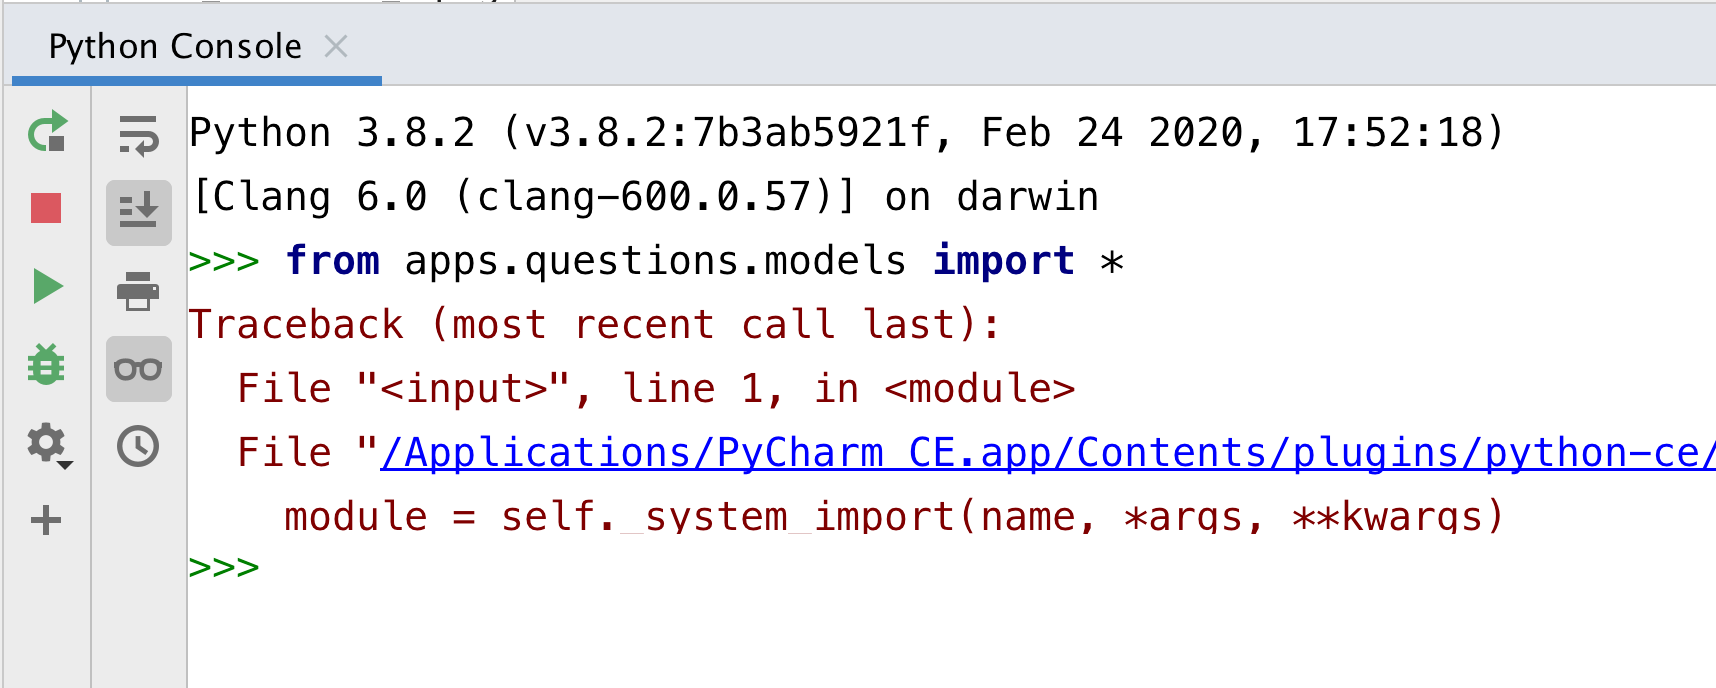 Python Console
Python 3.8.2 (v3.8.2:7b3ab5921f, Feb 24 2020, 17:52:18)
[Clang 6.0 (clang-600.0.57)] on darwin
>>> from apps.questions.models import *
Traceback (most recent call last):
  File "<input>", line 1, in <module>
  File "/Applications/PyCharm CE.app/Contents/plugins/python-ce/
    module = self._system_import(name, *args, **kwargs)
>>>